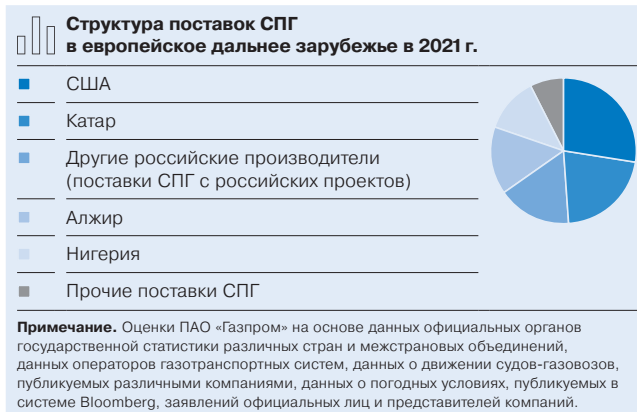 Структура поставок СПГ
в европейское дальнее зарубежье в 2021 г.
США
Катар
Другие российские производители
(поставки СПГ с российских проектов)
Алжир
Нигерия
Прочие поставки СПГ
Примечание. Оценки ПАО «Газпром» на основе данных официальных органов
государственной статистики различных стран и межстрановых объединений,
данных операторов газотранспортных систем, данных о движении судов-газовозов,
публикуемых различными компаниями, данных о погодных условиях, публикуемых в
системе Bloomberg, заявлений официальных лиц и представителей компаний.